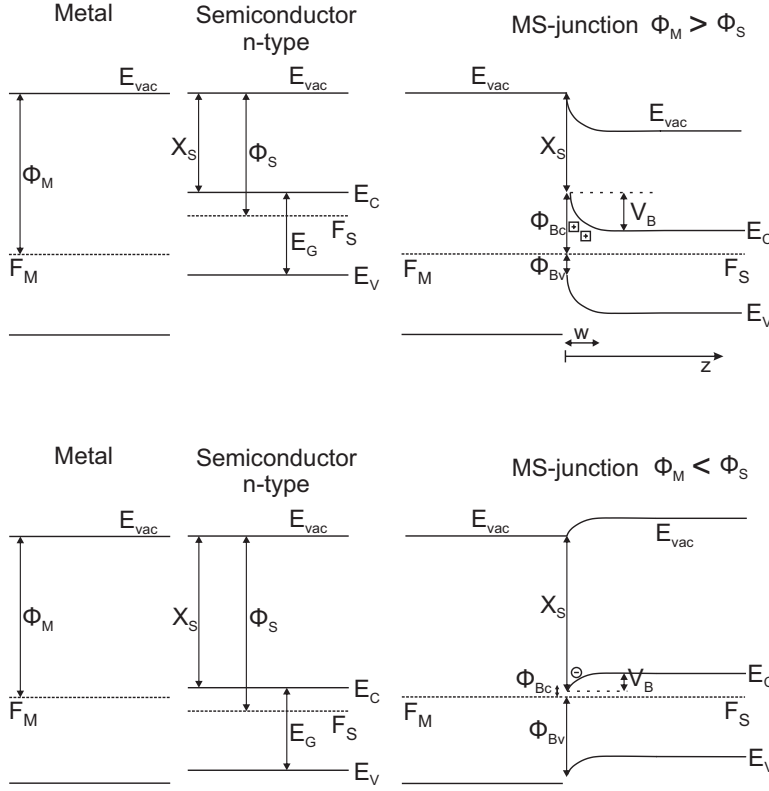 Metal
Semiconductor
n-type
MS-junction Φ_M > Φ_S
E_vac
E_vac
E_vac
X_S
Φ_S
Φ_M
E_C
F_S
E_G
F_M
E_V
X_S
V_B
Φ_Bc
E_C
F_M
Φ_Bv
F_S
E_V
w
z
Metal
Semiconductor
n-type
MS-junction Φ_M < Φ_S
E_vac
E_vac
E_vac
E_vac
Φ_M
X_S
Φ_S
X_S
E_C
F_M
F_S
E_G
E_V
Φ_Bc
V_B
E_C
F_M
F_S
Φ_Bv
E_V